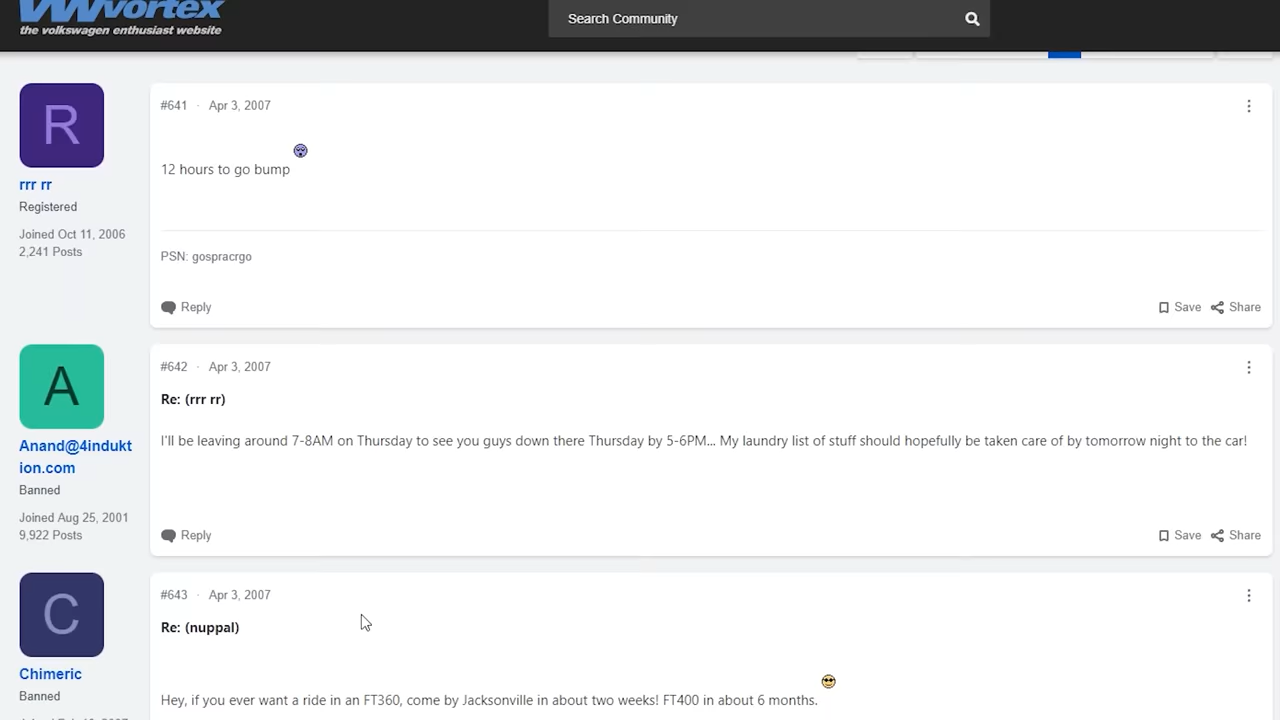 VWvortex
the volkswagen enthusiast website
Search Community
R
#641 · Apr 3, 2007
12 hours to go bump
rrr rr
Registered
Joined Oct 11, 2006
2,241 Posts
PSN: gospracrgo
Reply
Save
Share
A
#642 · Apr 3, 2007
Re: (rrr rr)
I'll be leaving around 7-8AM on Thursday to see you guys down there Thursday by 5-6PM... My laundry list of stuff should hopefully be taken care of by tomorrow night to the car!
Anand@4indukt
ion.com
Banned
Joined Aug 25, 2001
9,922 Posts
Reply
Save
Share
C
#643 · Apr 3, 2007
Re: (nuppal)
Chimeric
Banned
Hey, if you ever want a ride in an FT360, come by Jacksonville in about two weeks! FT400 in about 6 months.